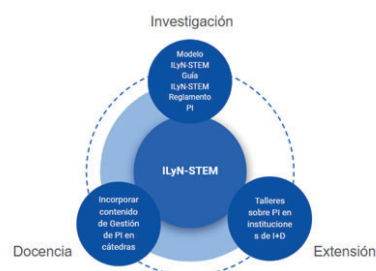 Investigación
Modelo
ILyN-STEM
Guía
ILyN-STEM
Reglamento
PI
ILyN-STEM
Incorporar
contenido
de Gestión
de PI en
cátedras
Talleres
sobre PI en
institucione
s de I+D
Docencia
Extensión